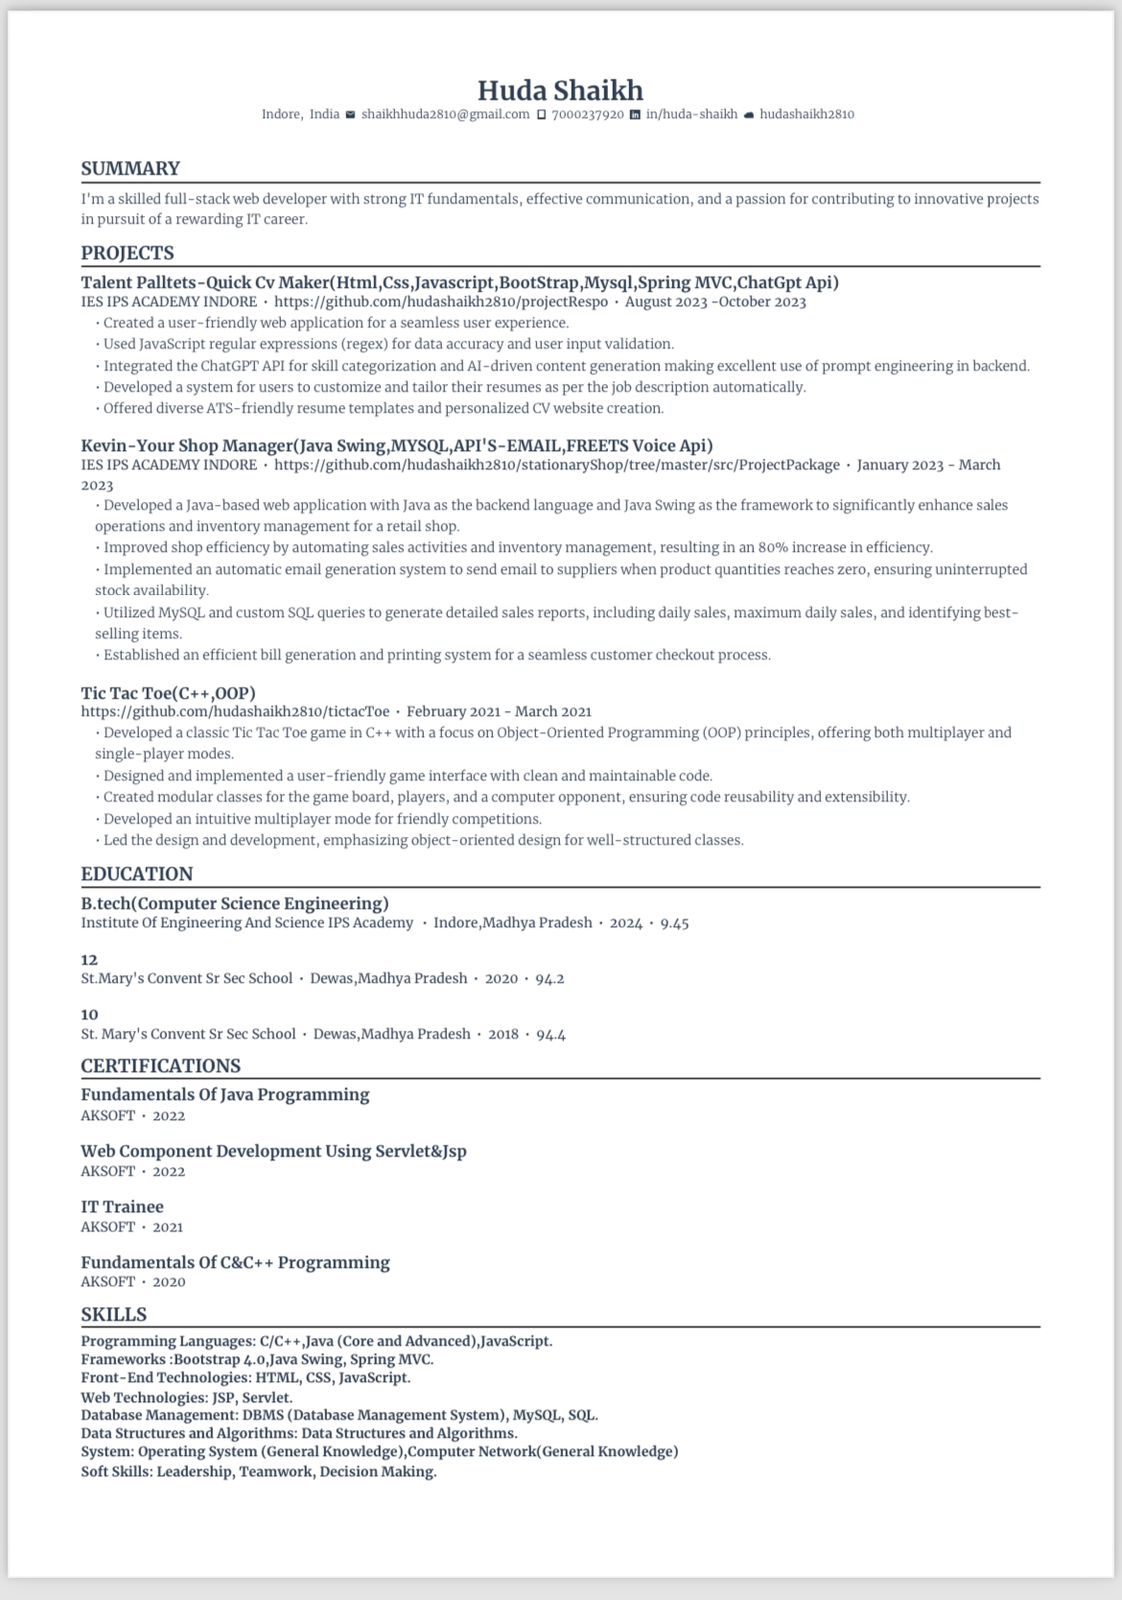 Huda Shaikh
Indore, India shaikhhuda2810@gmail.com 7000237920 in/huda-shaikh hudashaikh2810
SUMMARY
I'm a skilled full-stack web developer with strong IT fundamentals, effective communication, and a passion for contributing to innovative projects
in pursuit of a rewarding IT career.
PROJECTS
Talent Palltets-Quick Cv Maker(Html,Css,Javascript,BootStrap,Mysql,Spring MVC,ChatGpt Api)
IES IPS ACADEMY INDORE • https://github.com/hudashaikh2810/projectRespo • August 2023 -October 2023
• Created a user-friendly web application for a seamless user experience.
• Used JavaScript regular expressions (regex) for data accuracy and user input validation.
• Integrated the ChatGPT API for skill categorization and AI-driven content generation making excellent use of prompt engineering in backend.
• Developed a system for users to customize and tailor their resumes as per the job description automatically.
• Offered diverse ATS-friendly resume templates and personalized CV website creation.
Kevin-Your Shop Manager(Java Swing,MYSQL,API'S-EMAIL,FREETS Voice Api)
IES IPS ACADEMY INDORE • https://github.com/hudashaikh2810/stationaryShop/tree/master/src/ProjectPackage • January 2023 - March
2023
• Developed a Java-based web application with Java as the backend language and Java Swing as the framework to significantly enhance sales
operations and inventory management for a retail shop.
• Improved shop efficiency by automating sales activities and inventory management, resulting in an 80% increase in efficiency.
• Implemented an automatic email generation system to send email to suppliers when product quantities reaches zero, ensuring uninterrupted
stock availability.
• Utilized MySQL and custom SQL queries to generate detailed sales reports, including daily sales, maximum daily sales, and identifying best-
selling items.
• Established an efficient bill generation and printing system for a seamless customer checkout process.
Tic Tac Toe(C++,OOP)
https://github.com/hudashaikh2810/tictacToe • February 2021 - March 2021
• Developed a classic Tic Tac Toe game in C++ with a focus on Object-Oriented Programming (OOP) principles, offering both multiplayer and
single-player modes.
• Designed and implemented a user-friendly game interface with clean and maintainable code.
• Created modular classes for the game board, players, and a computer opponent, ensuring code reusability and extensibility.
• Developed an intuitive multiplayer mode for friendly competitions.
• Led the design and development, emphasizing object-oriented design for well-structured classes.
EDUCATION
B.tech(Computer Science Engineering)
Institute Of Engineering And Science IPS Academy • Indore,Madhya Pradesh • 2024 • 9.45
12
St.Mary's Convent Sr Sec School • Dewas,Madhya Pradesh • 2020 • 94.2
10
St. Mary's Convent Sr Sec School • Dewas,Madhya Pradesh • 2018 • 94.4
CERTIFICATIONS
Fundamentals Of Java Programming
AKSOFT • 2022
Web Component Development Using Servlet&Jsp
AKSOFT • 2022
IT Trainee
AKSOFT • 2021
Fundamentals Of C&C++ Programming
AKSOFT • 2020
SKILLS
Programming Languages: C/C++,Java (Core and Advanced),JavaScript.
Frameworks :Bootstrap 4.0,Java Swing, Spring MVC.
Front-End Technologies: HTML, CSS, JavaScript.
Web Technologies: JSP, Servlet.
Database Management: DBMS (Database Management System), MySQL, SQL.
Data Structures and Algorithms: Data Structures and Algorithms.
System: Operating System (General Knowledge),Computer Network(General Knowledge)
Soft Skills: Leadership, Teamwork, Decision Making.